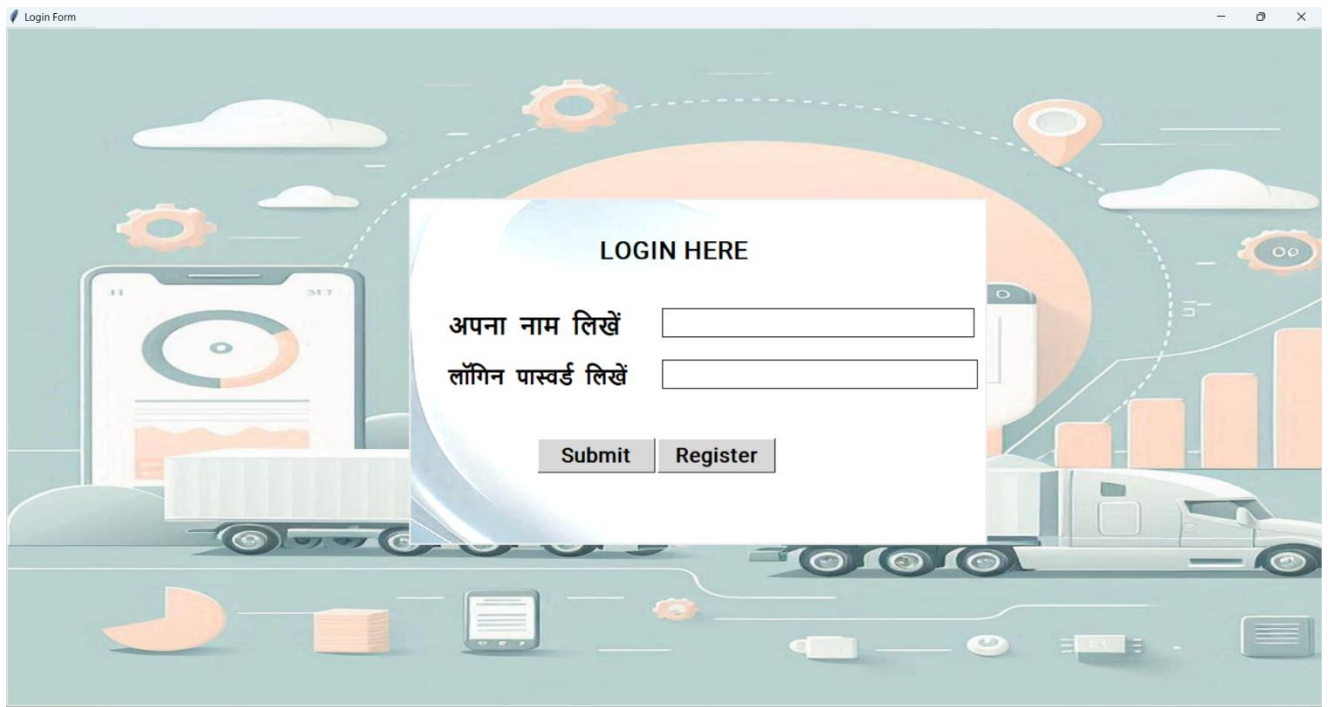 Login Form
LOGIN HERE
अपना नाम लिखें
लॉगिन पास्वर्ड लिखें
Submit Register